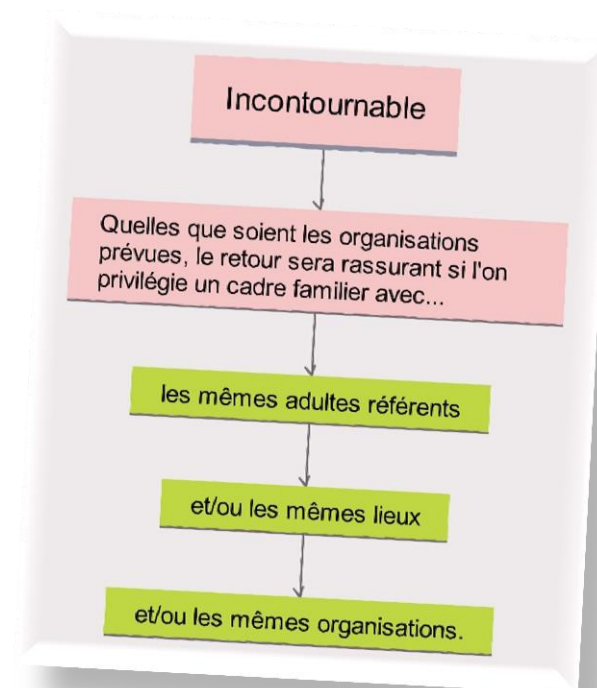 Incontournable
Quelles que soient les organisations
prévues, le retour sera rassurant si l'on
privilégie un cadre familier avec...
les mêmes adultes référents
et/ou les mêmes lieux
et/ou les mêmes organisations.